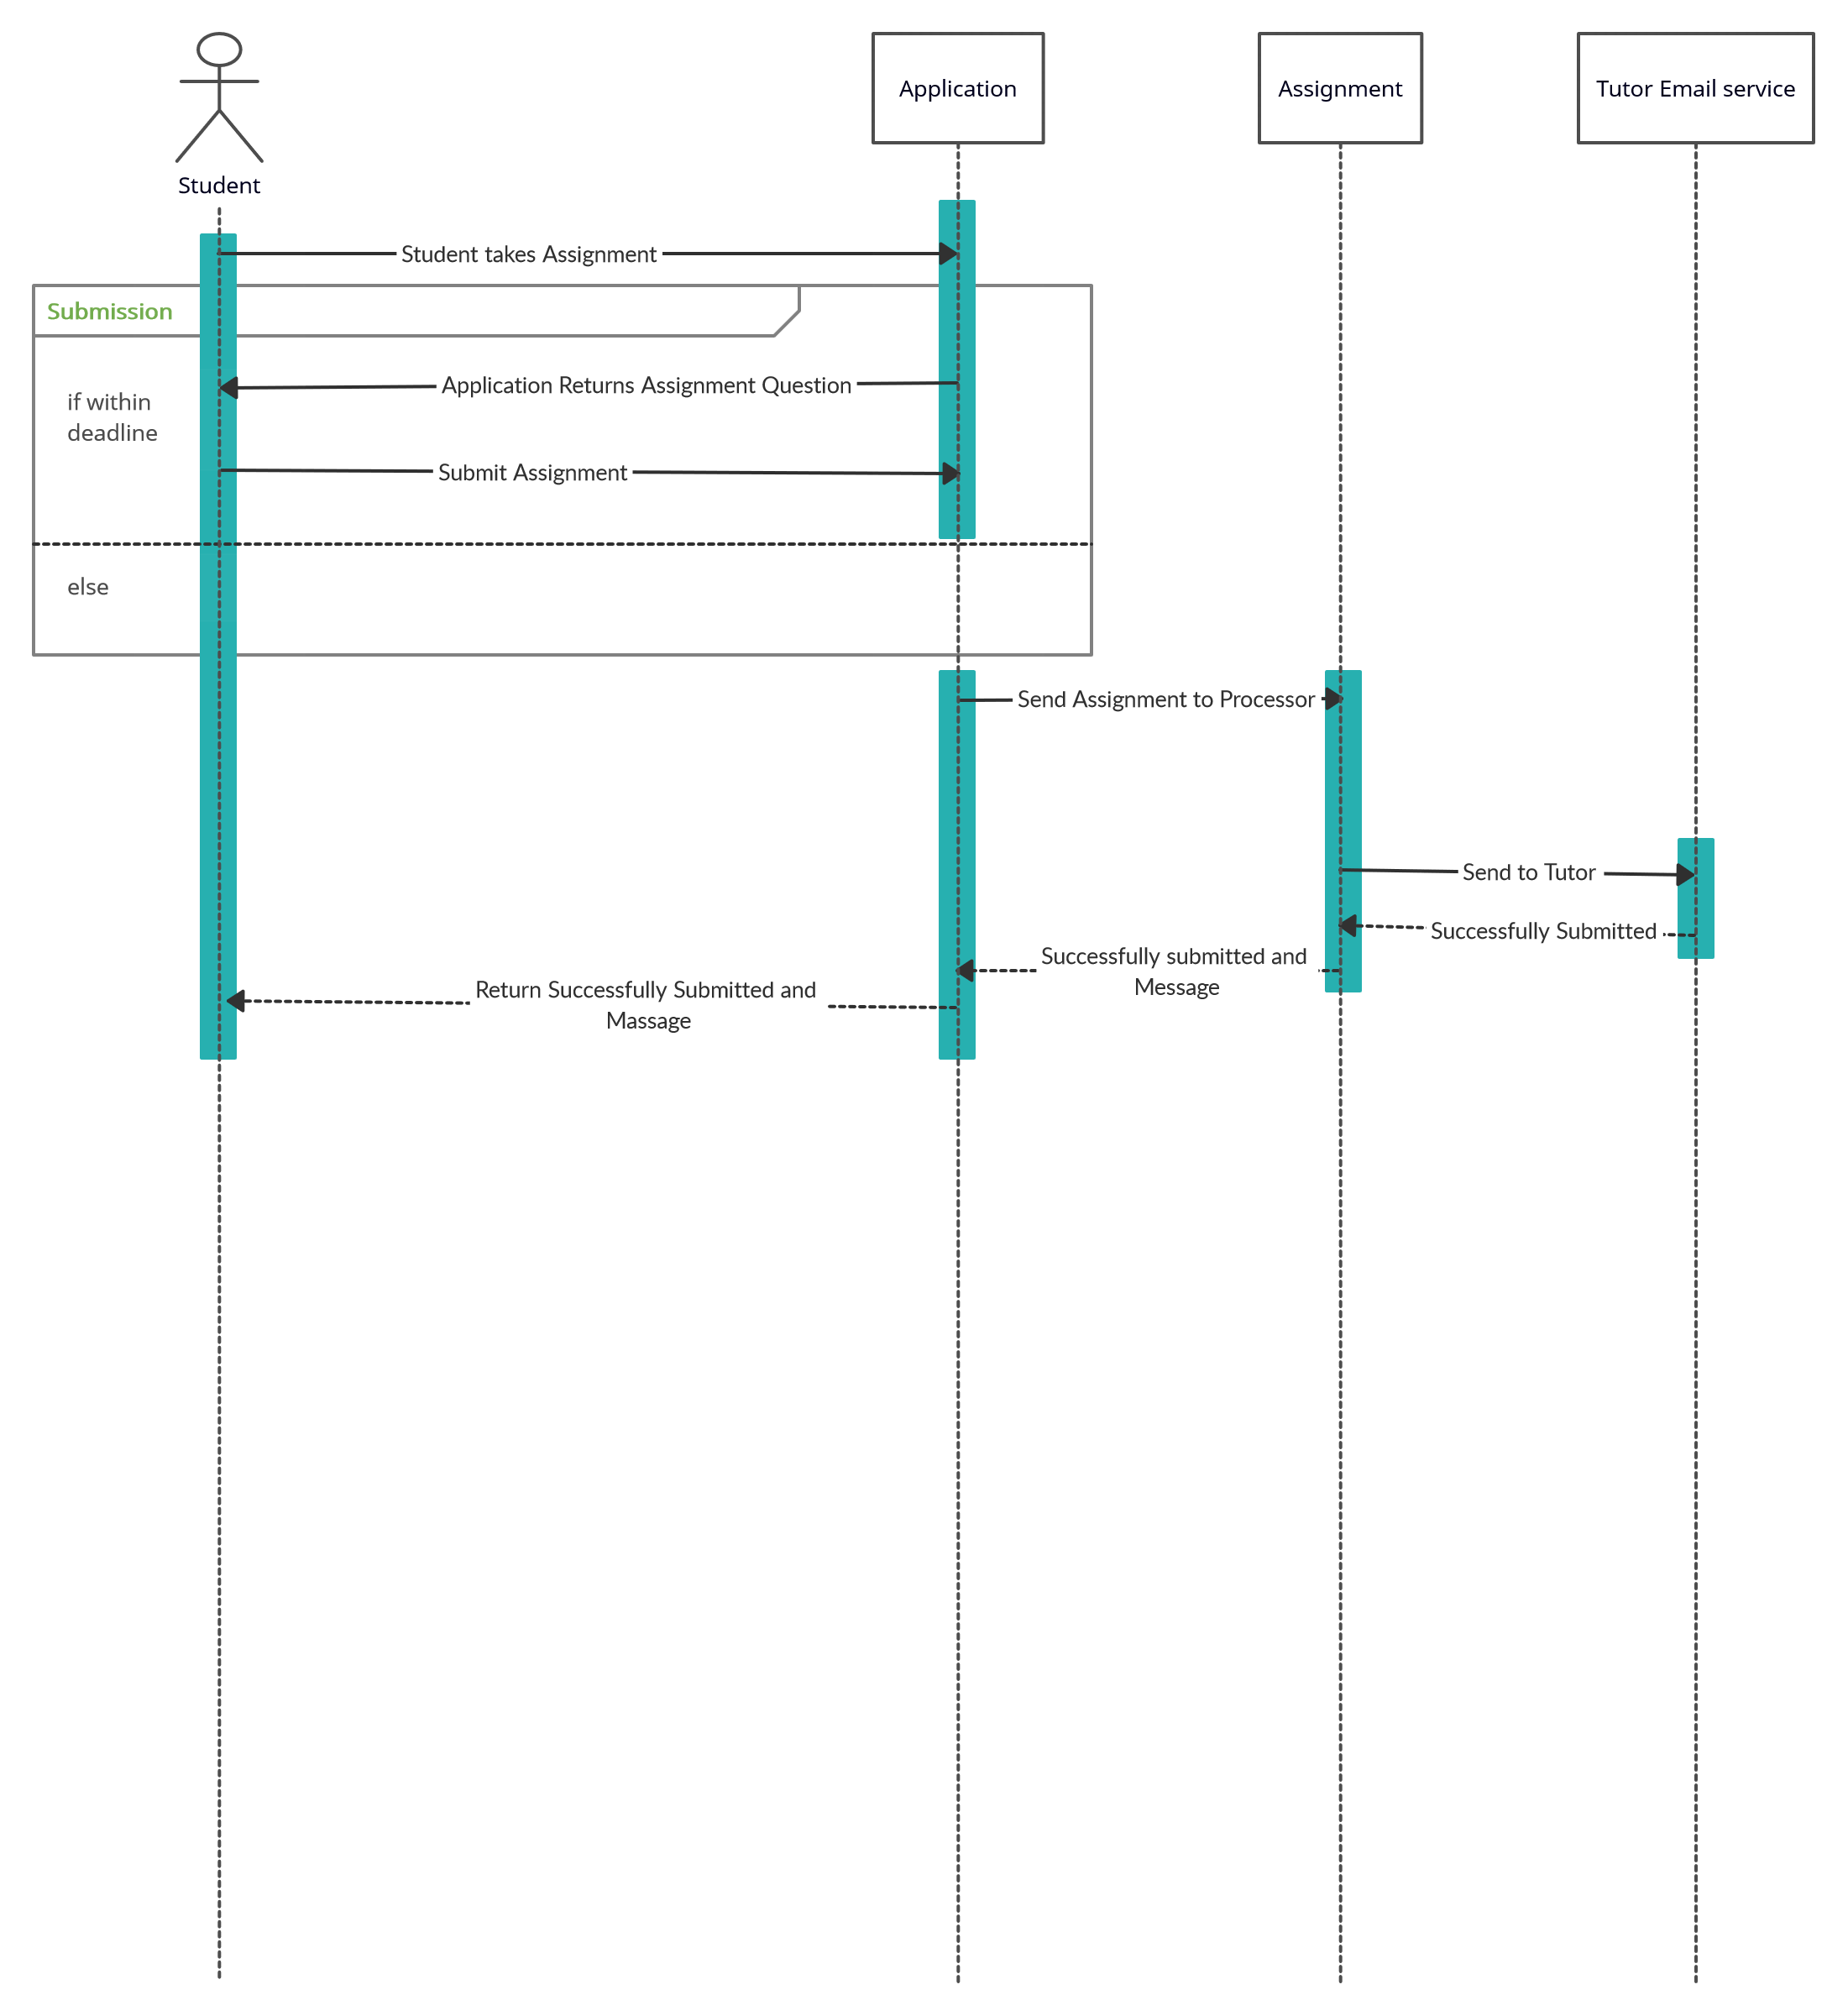 Application
Assignment
Tutor Email service
Student
Student takes Assignment
Submission
Application Returns Assignment Question
if within
deadline
Submit Assignment
else
Send Assignment to Processor
Send to Tutor
Successfully Submitted
Successfully submitted and
Message
Return Successfully Submitted and
Massage